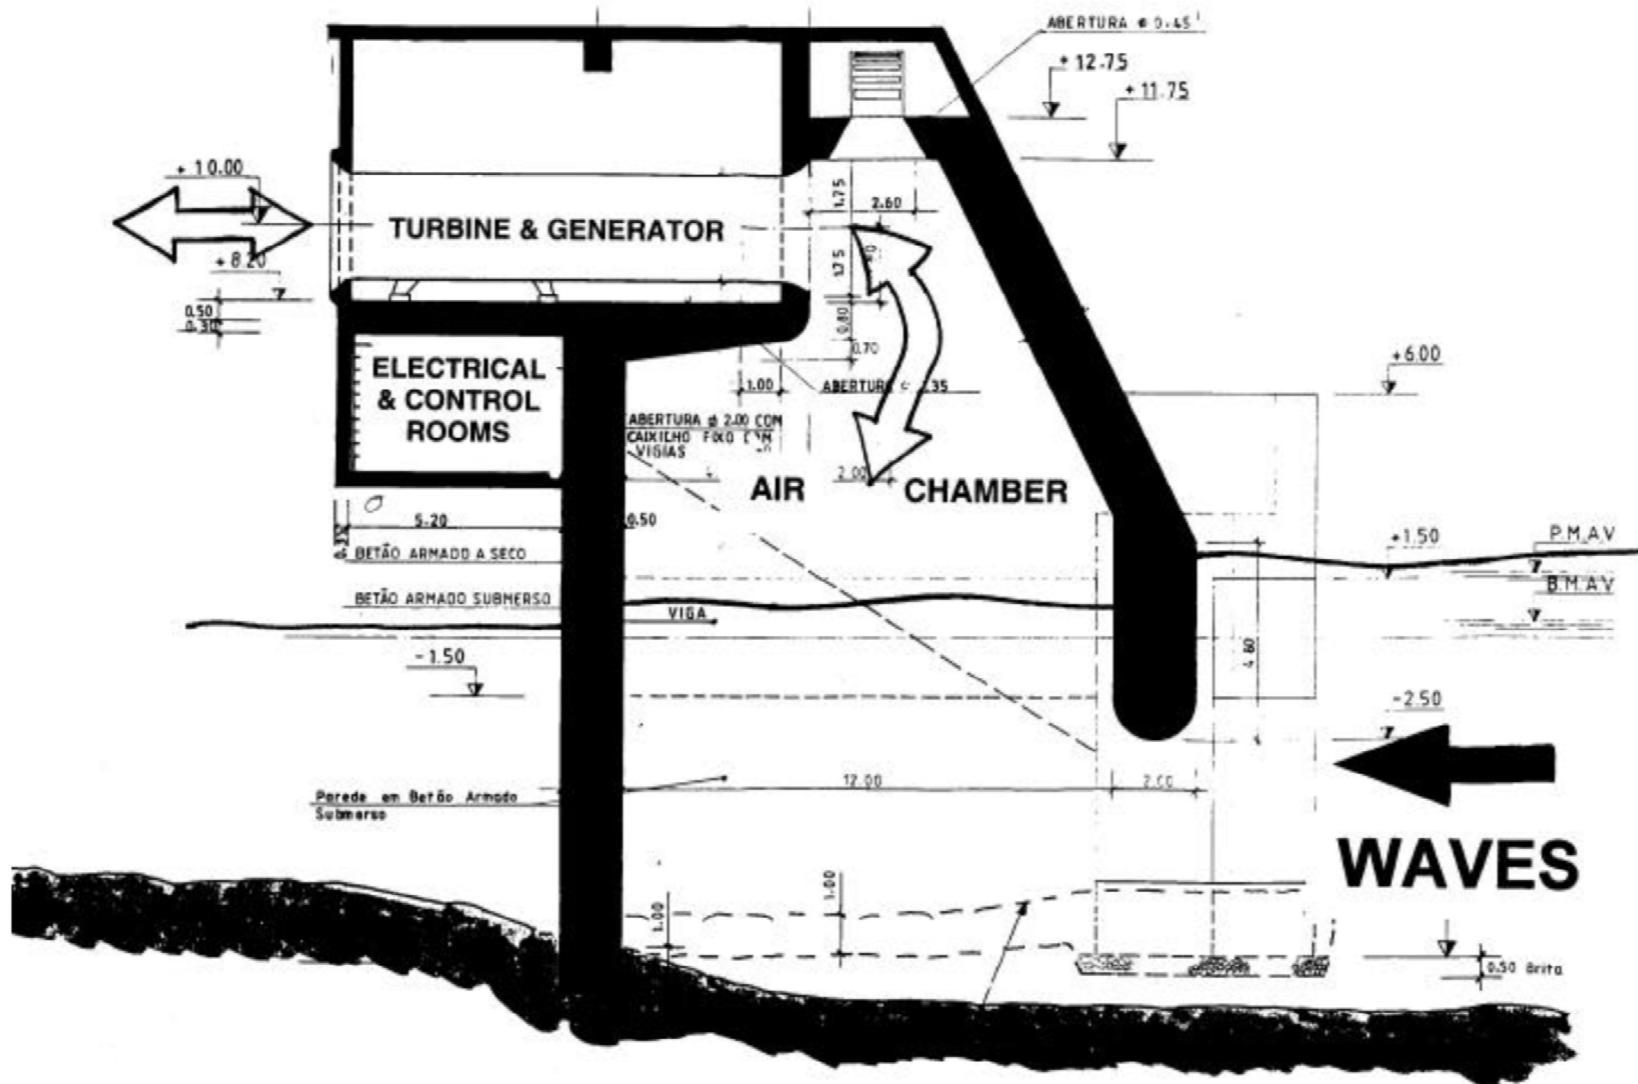 ABERTURA ø 0.45
+ 12.75
+ 11.75
+ 10.00
TURBINE & GENERATOR
1.75
2.60
+ 8.20
1.75
0.50
0.30
0.80
0.70
+6.00
ELECTRICAL
& CONTROL
ROOMS
1.00
ABERTURA
ABERTURA ø 2.00 COM
CAIXILHO FIXO COM
VIGIAS
2.00
AIR CHAMBER
5.20
0.50
+1.50
P.M.A.V
BETÃO ARMADO A SECO
B.M.A.V
BETÃO ARMADO SUBMERSO
VIGA
4.80
-1.50
-2.50
12.00
2.00
Parede em Betão Armado
Submerso
WAVES
1.00
1.00
0.50 Brita